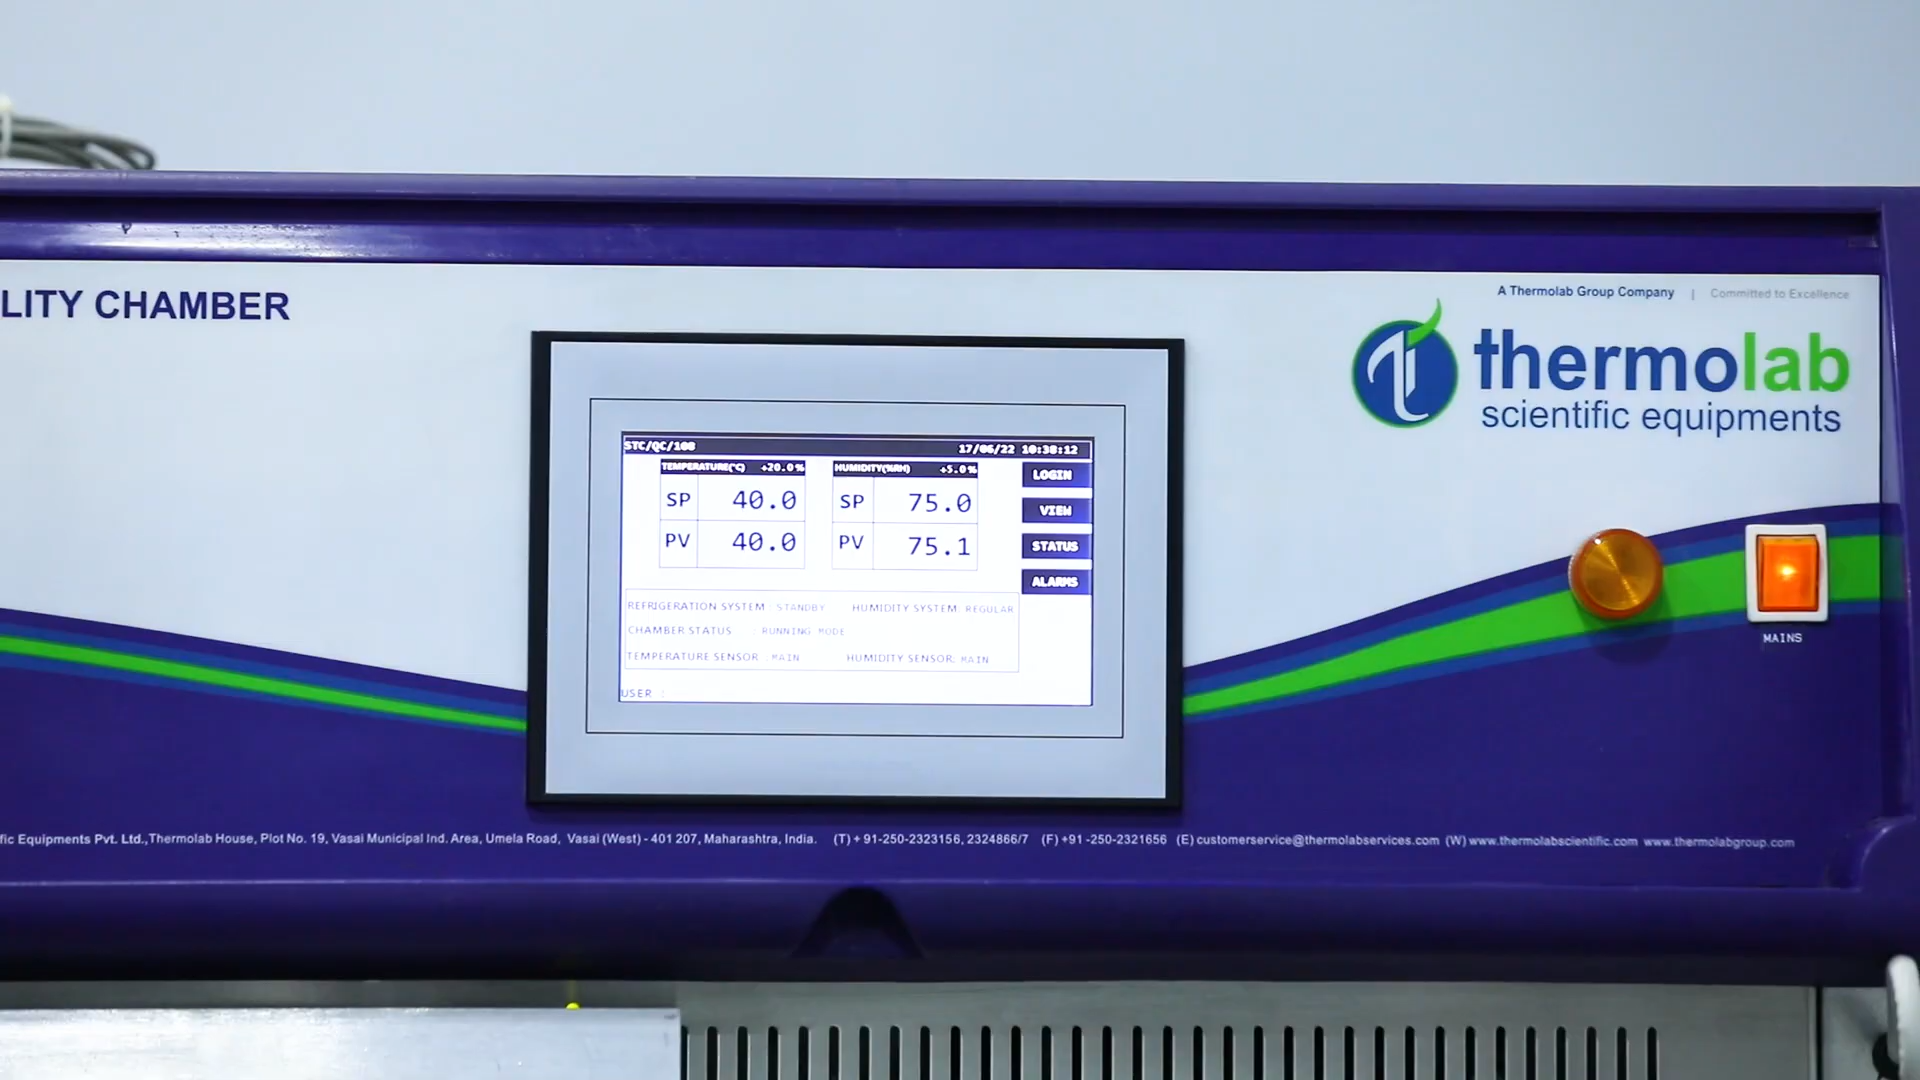 LITY CHAMBER
A Thermolab Group Company | Committed to Excellence
thermolab
scientific equipments
STC/QC/108 17/06/22 10:38:12
TEMPERATURE(°C) +20.0% HUMIDITY(%RH) +5.0% LOGIN
SP 40.0 SP 75.0 VIEW
PV 40.0 PV 75.1 STATUS
ALARMS
REFRIGERATION SYSTEM : STANDBY HUMIDITY SYSTEM: REGULAR
CHAMBER STATUS : RUNNING MODE
TEMPERATURE SENSOR : MAIN HUMIDITY SENSOR: MAIN
USER :
MAINS
fic Equipments Pvt. Ltd.,Thermolab House, Plot No. 19, Vasai Municipal Ind. Area, Umela Road, Vasai (West) - 401 207, Maharashtra, India. (T) + 91-250-2323156, 2324866/7 (F) +91 -250-2321656 (E) customerservice@thermolabservices.com (W) www.thermolabscientific.com www.thermolabgroup.com